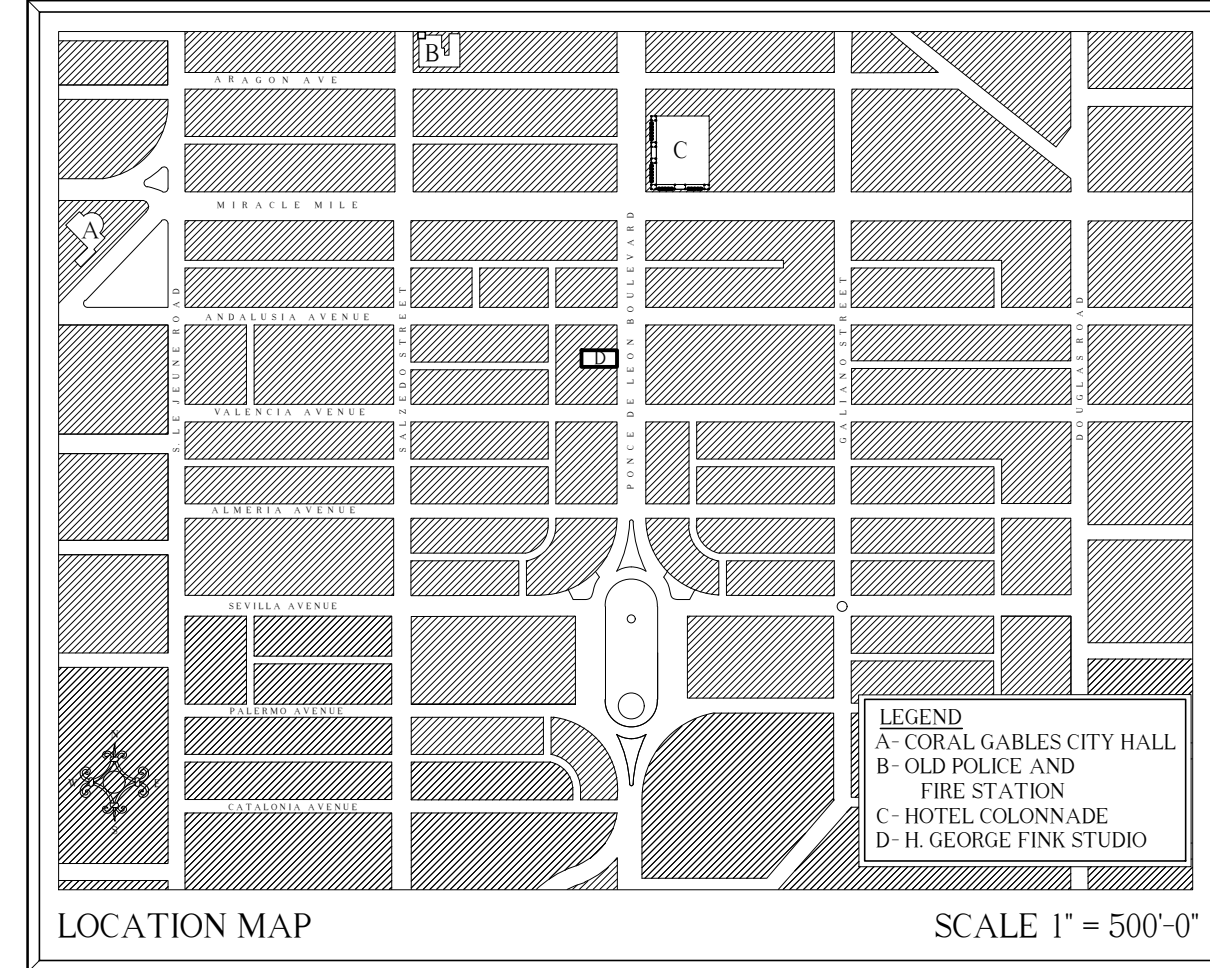 B
ARAGON AVE
C
MIRACLE MILE
A
PONCE DE LEON BOULEVARD
S. LE JEUNE ROAD
SALZEDO STREET
GALIANO STREET
DOUGLAS ROAD
ANDALUSIA AVENUE
D
VALENCIA AVENUE
ALMERIA AVENUE
SEVILLA AVENUE
PALERMO AVENUE
N
W
E
S
CATALONIA AVENUE
LEGEND
A- CORAL GABLES CITY HALL
B- OLD POLICE AND
FIRE STATION
C- HOTEL COLONNADE
D- H. GEORGE FINK STUDIO
LOCATION MAP
SCALE 1" = 500'-0"